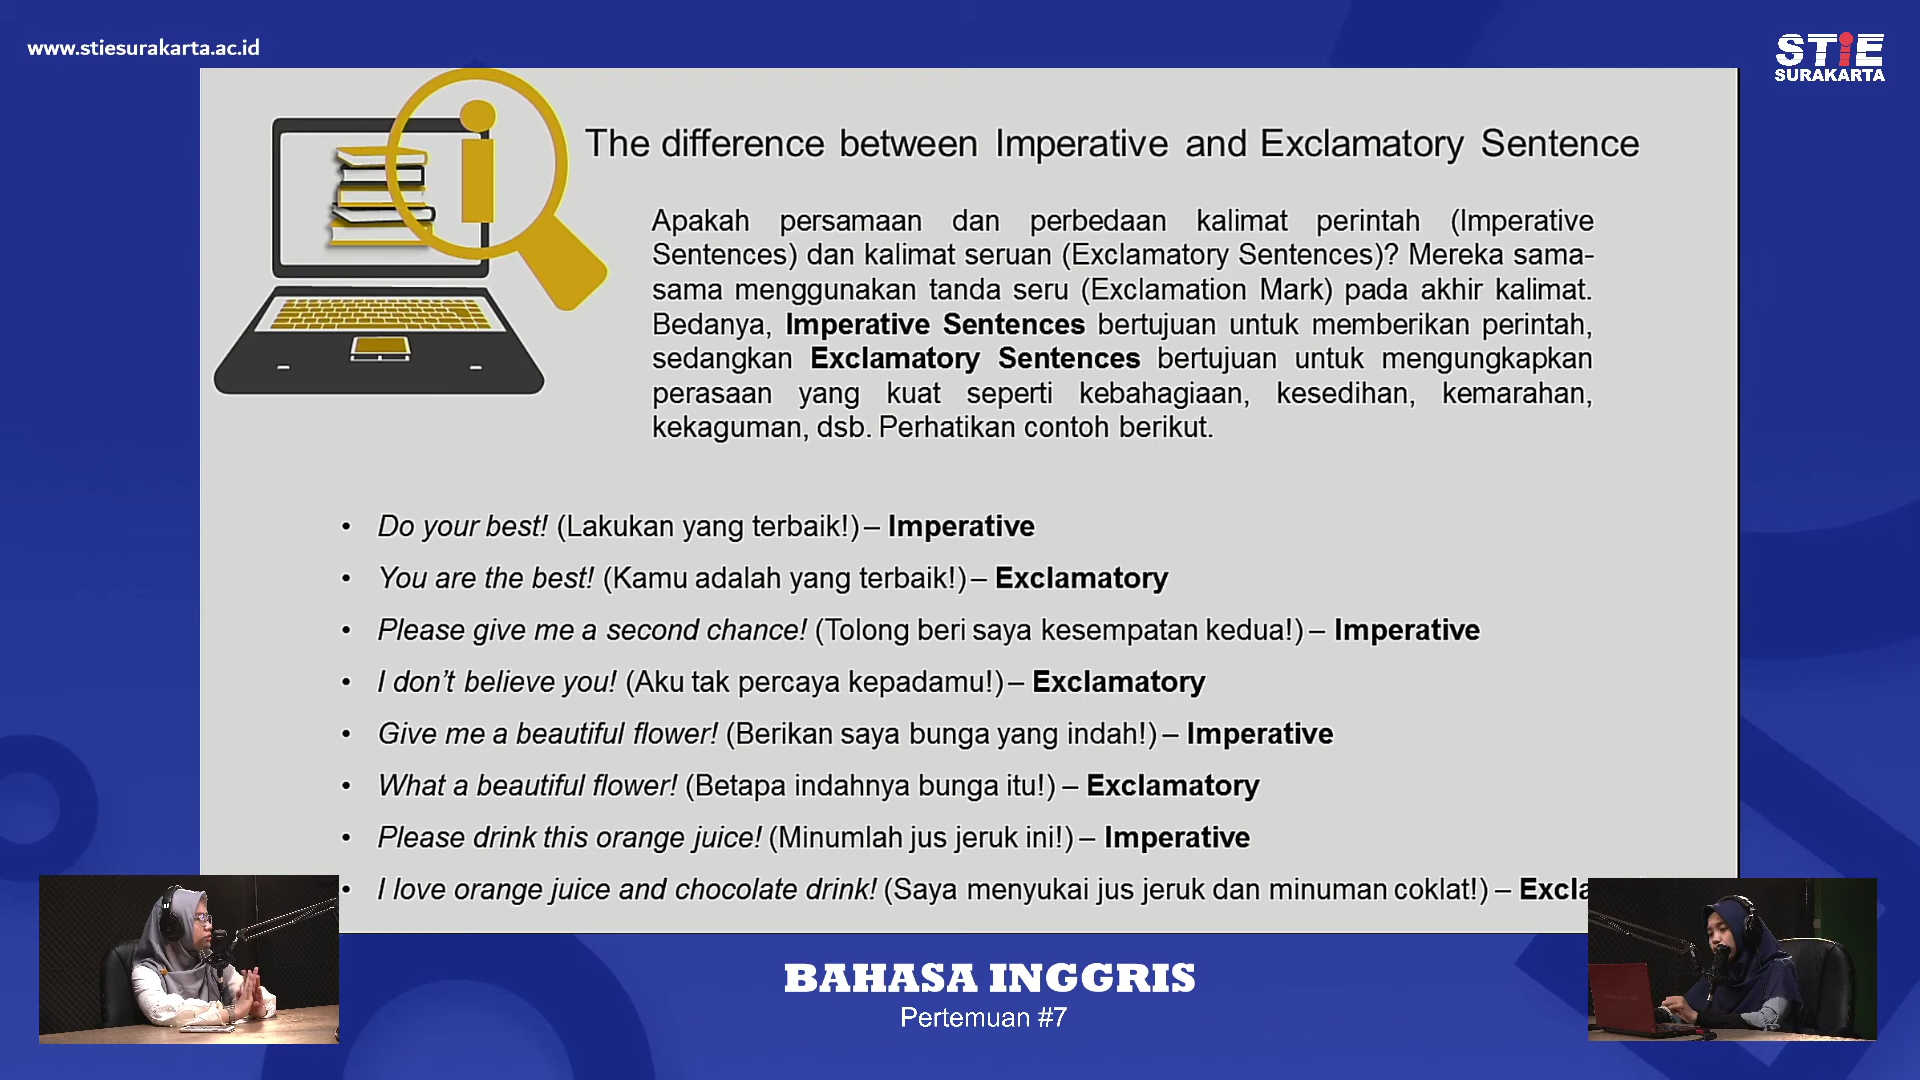 www.stiesurakarta.ac.id
STiE
SURAKARTA
The difference between Imperative and Exclamatory Sentence
Apakah persamaan dan perbedaan kalimat perintah (Imperative
Sentences) dan kalimat seruan (Exclamatory Sentences)? Mereka sama-
sama menggunakan tanda seru (Exclamation Mark) pada akhir kalimat.
Bedanya, Imperative Sentences bertujuan untuk memberikan perintah,
sedangkan Exclamatory Sentences bertujuan untuk mengungkapkan
perasaan yang kuat seperti kebahagiaan, kesedihan, kemarahan,
kekaguman, dsb. Perhatikan contoh berikut.
• Do your best! (Lakukan yang terbaik!) – Imperative
• You are the best! (Kamu adalah yang terbaik!) – Exclamatory
• Please give me a second chance! (Tolong beri saya kesempatan kedua!) – Imperative
• I don’t believe you! (Aku tak percaya kepadamu!) – Exclamatory
• Give me a beautiful flower! (Berikan saya bunga yang indah!) – Imperative
• What a beautiful flower! (Betapa indahnya bunga itu!) – Exclamatory
• Please drink this orange juice! (Minumlah jus jeruk ini!) – Imperative
• I love orange juice and chocolate drink! (Saya menyukai jus jeruk dan minuman coklat!) – Excla
BAHASA INGGRIS
Pertemuan #7